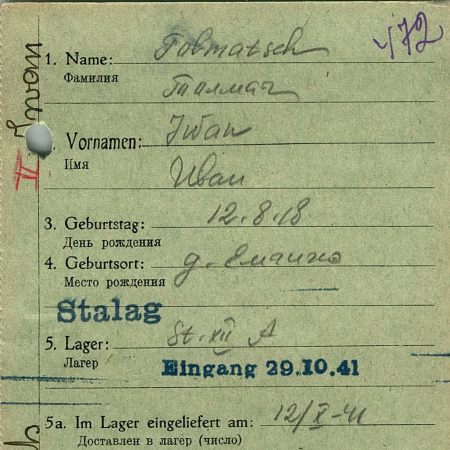 472
1. Name: Tolmatsch
Фамилия Толмач
Vornamen: Iwan
Имя Иван
3. Geburtstag: 12.8.18
День рождения
4. Geburtsort: д.
Место рождения
Stalag
5. Lager: St. XII A
Лагерь Eingang 29.10.41
5a. Im Lager eingeliefert am: 12/X-41
Доставлен в лагерь (число)